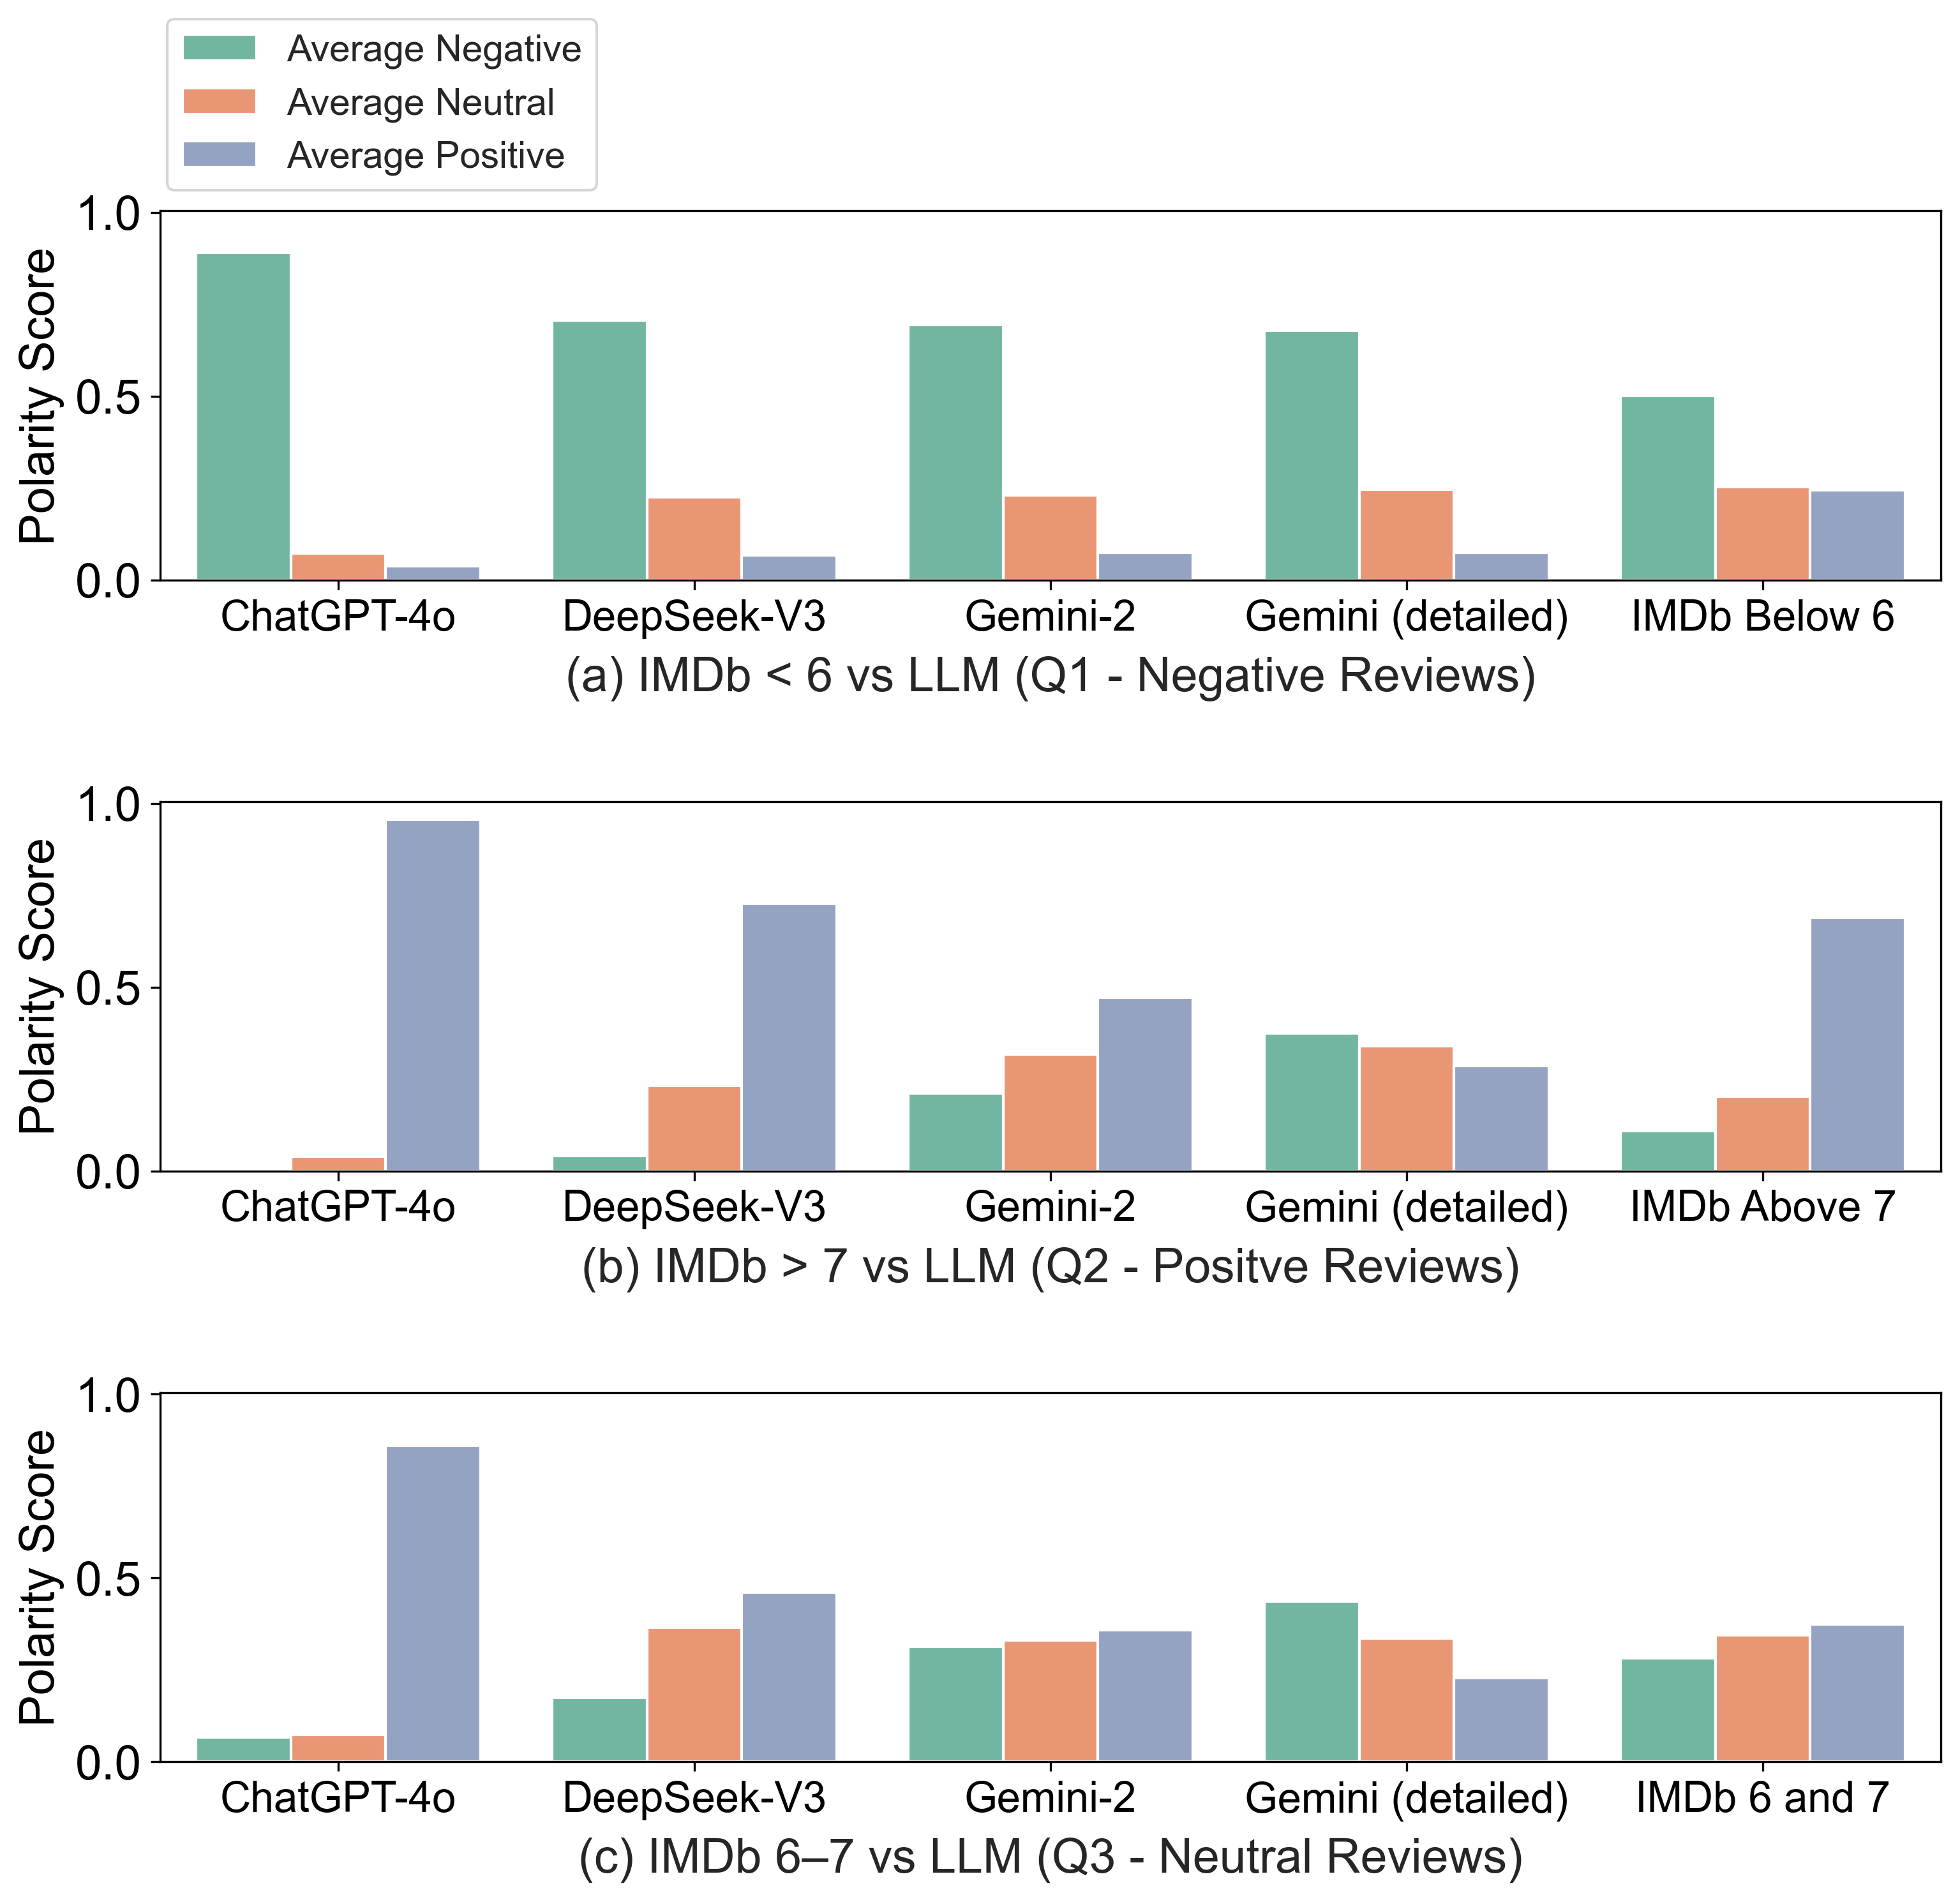 Average Negative
Average Neutral
Average Positive
Polarity Score
1.0
0.5
0.0
ChatGPT-4o DeepSeek-V3 Gemini-2 Gemini (detailed) IMDb Below 6
(a) IMDb < 6 vs LLM (Q1 - Negative Reviews)
Polarity Score
1.0
0.5
0.0
ChatGPT-4o DeepSeek-V3 Gemini-2 Gemini (detailed) IMDb Above 7
(b) IMDb > 7 vs LLM (Q2 - Positve Reviews)
Polarity Score
1.0
0.5
0.0
ChatGPT-4o DeepSeek-V3 Gemini-2 Gemini (detailed) IMDb 6 and 7
(c) IMDb 6–7 vs LLM (Q3 - Neutral Reviews)